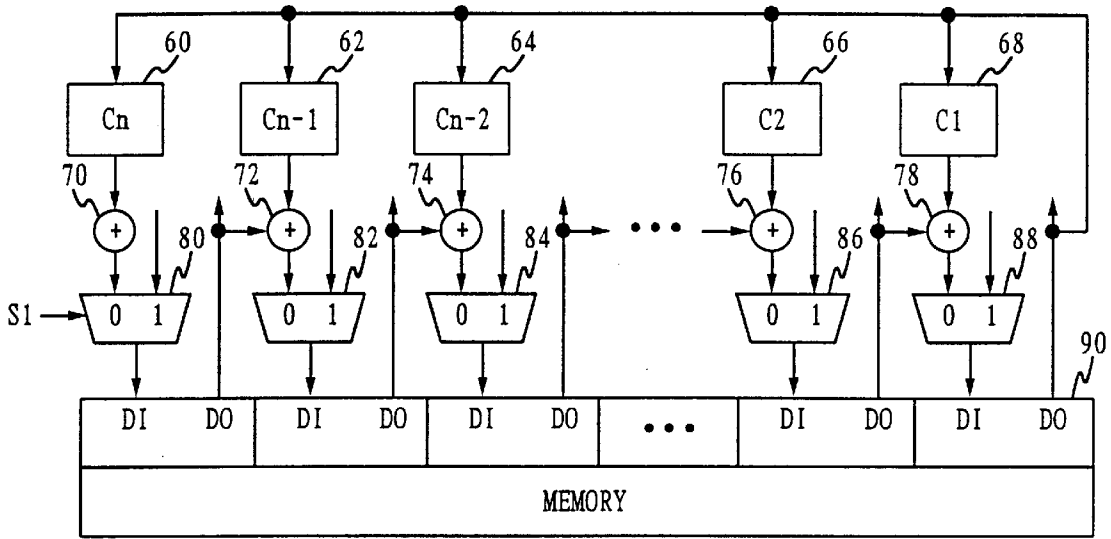 60 62 64 66 68
Cn Cn-1 Cn-2 C2 C1
70 72 74 76 78
+ + + + +
80 82 84 86 88
S1 0 1 0 1 0 1 0 1 0 1
90
DI DO DI DO DI DO DI DO DI DO
MEMORY